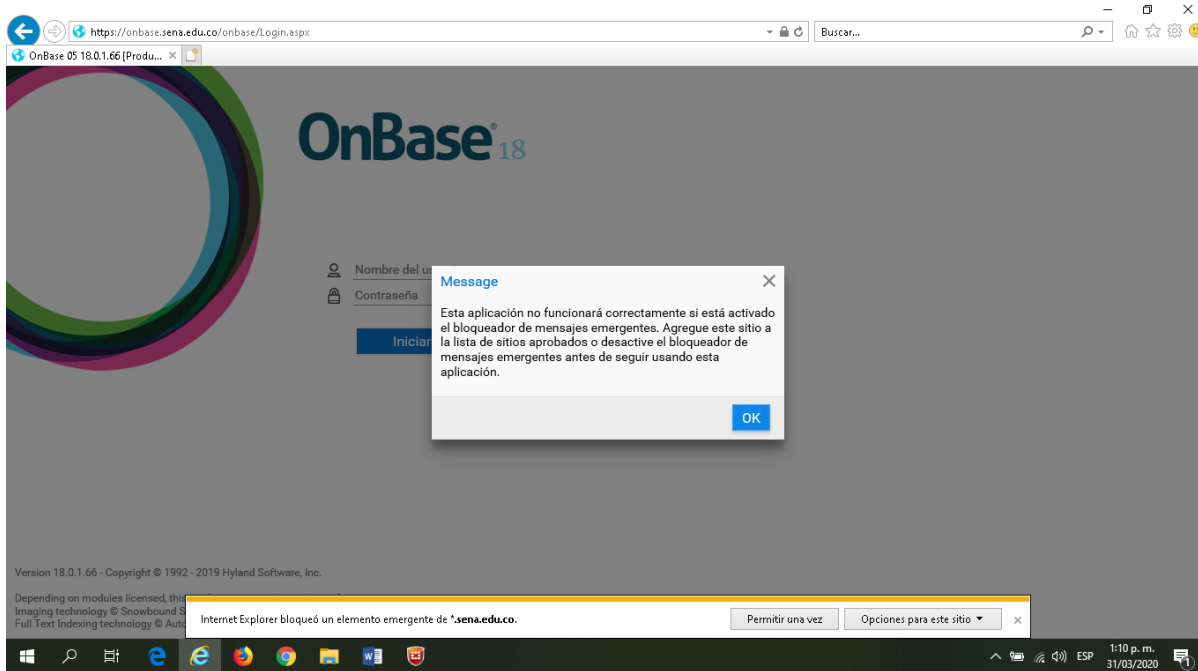 https://onbase.sena.edu.co/onbase/Login.aspx
Buscar...
OnBase 05 18.0.1.66 [Produ...
OnBase® 18
Nombre del u
Contraseña
Iniciar
Message
Esta aplicación no funcionará correctamente si está activado
el bloqueador de mensajes emergentes. Agregue este sitio a
la lista de sitios aprobados o desactive el bloqueador de
mensajes emergentes antes de seguir usando esta
aplicación.
OK
Version 18.0.1.66 - Copyright © 1992 - 2019 Hyland Software, Inc.
Depending on modules licensed, this
Imaging technology © Snowbound S
Full Text Indexing technology © Auto
Internet Explorer bloqueó un elemento emergente de *.sena.edu.co.
Permitir una vez
Opciones para este sitio
ESP
1:10 p. m.
31/03/2020